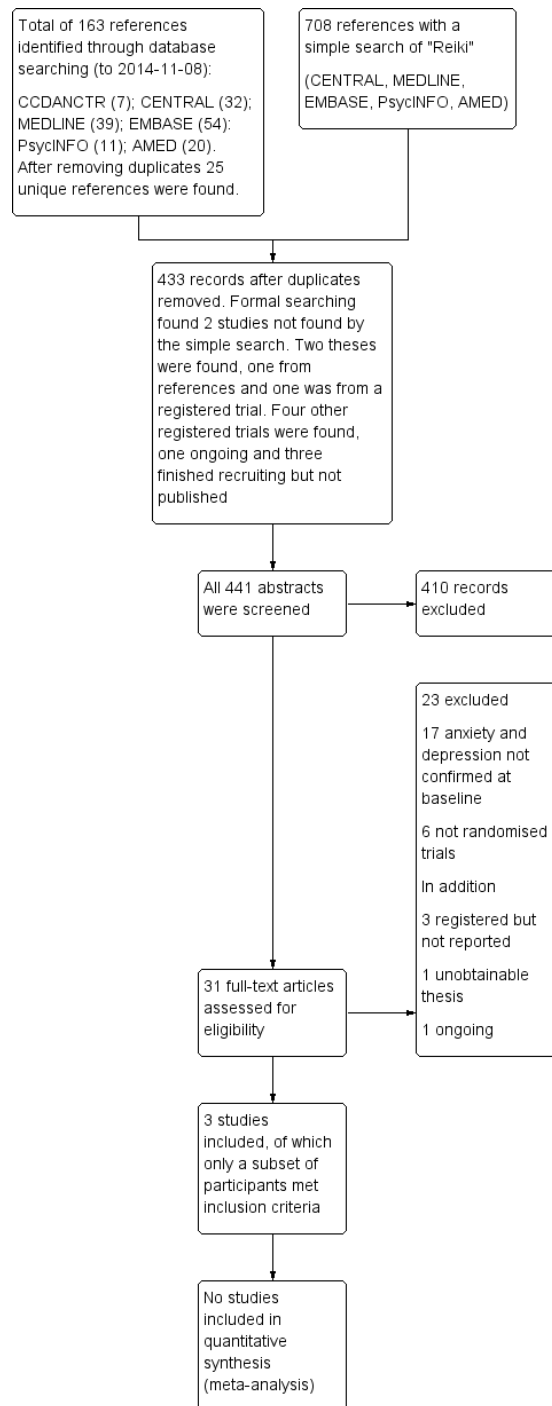 Total of 163 references
identified through database
searching (to 2014-11-08):
CCDANCTR (7); CENTRAL (32);
MEDLINE (39); EMBASE (54):
PsycINFO (11); AMED (20).
After removing duplicates 25
unique references were found.
708 references with a
simple search of "Reiki"
(CENTRAL, MEDLINE,
EMBASE, PsycINFO, AMED)
433 records after duplicates
removed. Formal searching
found 2 studies not found by
the simple search. Two theses
were found, one from
references and one was from a
registered trial. Four other
registered trials were found,
one ongoing and three
finished recruiting but not
published
All 441 abstracts
were screened
410 records
excluded
23 excluded
17 anxiety and
depression not
confirmed at
baseline
6 not randomised
trials
In addition
3 registered but
not reported
1 unobtainable
thesis
1 ongoing
31 full-text articles
assessed for
eligibility
3 studies
included, of which
only a subset of
participants met
inclusion criteria
No studies
included in
quantitative
synthesis
(meta-analysis)